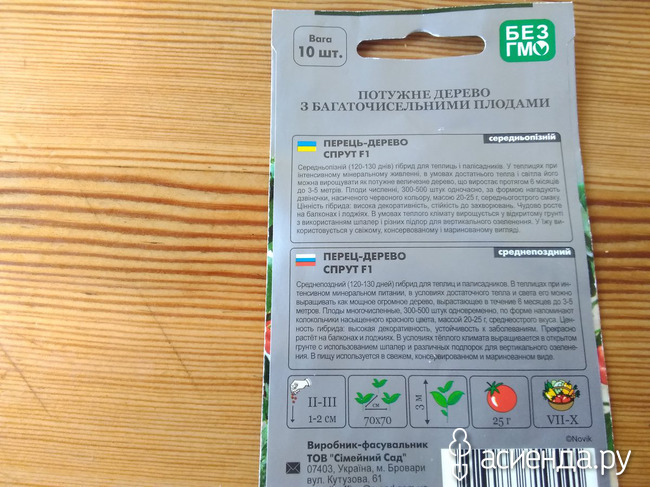 Вага
10 шт.
БЕЗ
ГМО
ПОТУЖНЕ ДЕРЕВО
З БАГАТОЧИСЕЛЬНИМИ ПЛОДАМИ
середньопізній
ПЕРЕЦЬ-ДЕРЕВО
СПРУТ F1
Середньопізній (120-130 днів) гібрид для теплиць і палісадників. У теплицях при
інтенсивному мінеральному живленні, в умовах достатнього тепла і світла його
можна вирощувати як потужне величезне дерево, що виростає протягом 6 місяців
до 3-5 метрів. Плоди численні, 300-500 штук одночасно, за формою нагадують
дзвіночки, насиченого червоного кольору, масою 20-25 г, середньогострого смаку.
Цінність гібрида: висока декоративність, стійкість до захворювань. Чудово росте
на балконах і лоджіях. В умовах теплого клімату вирощується у відкритому ґрунті
з використанням шпалер і різних підпор для вертикального озеленення. У їжу ви-
користовується у свіжому, консервованому і маринованому вигляді.
среднепоздний
ПЕРЕЦ-ДЕРЕВО
СПРУТ F1
Среднепоздний (120-130 дней) гибрид для теплиц и палисадников. В теплицах при ин-
тенсивном минеральном питании, в условиях достаточного тепла и света его можно
выращивать как мощное огромное дерево, вырастающее в течение 6 месяцев до 3-5
метров. Плоды многочисленные, 300-500 штук одновременно, по форме напоминают
колокольчики насыщенного красного цвета, массой 20-25 г, среднеострого вкуса. Цен-
ность гибрида: высокая декоративность, устойчивость к заболеваниям. Прекрасно
растёт на балконах и лоджиях. В условиях тёплого климата выращивается в открытом
грунте с использованием шпалер и различных подпорок для вертикального озелене-
ния. В пищу используется в свежем, консервированном и маринованном виде.
II-III
1-2 см
см
70х70
3 м
25 г
VII-X
©Novik
Виробник-фасувальник
ТОВ "Сімейний Сад"
07403, Україна, м. Бровари
вул. Кутузова, 61
асиенда.ру